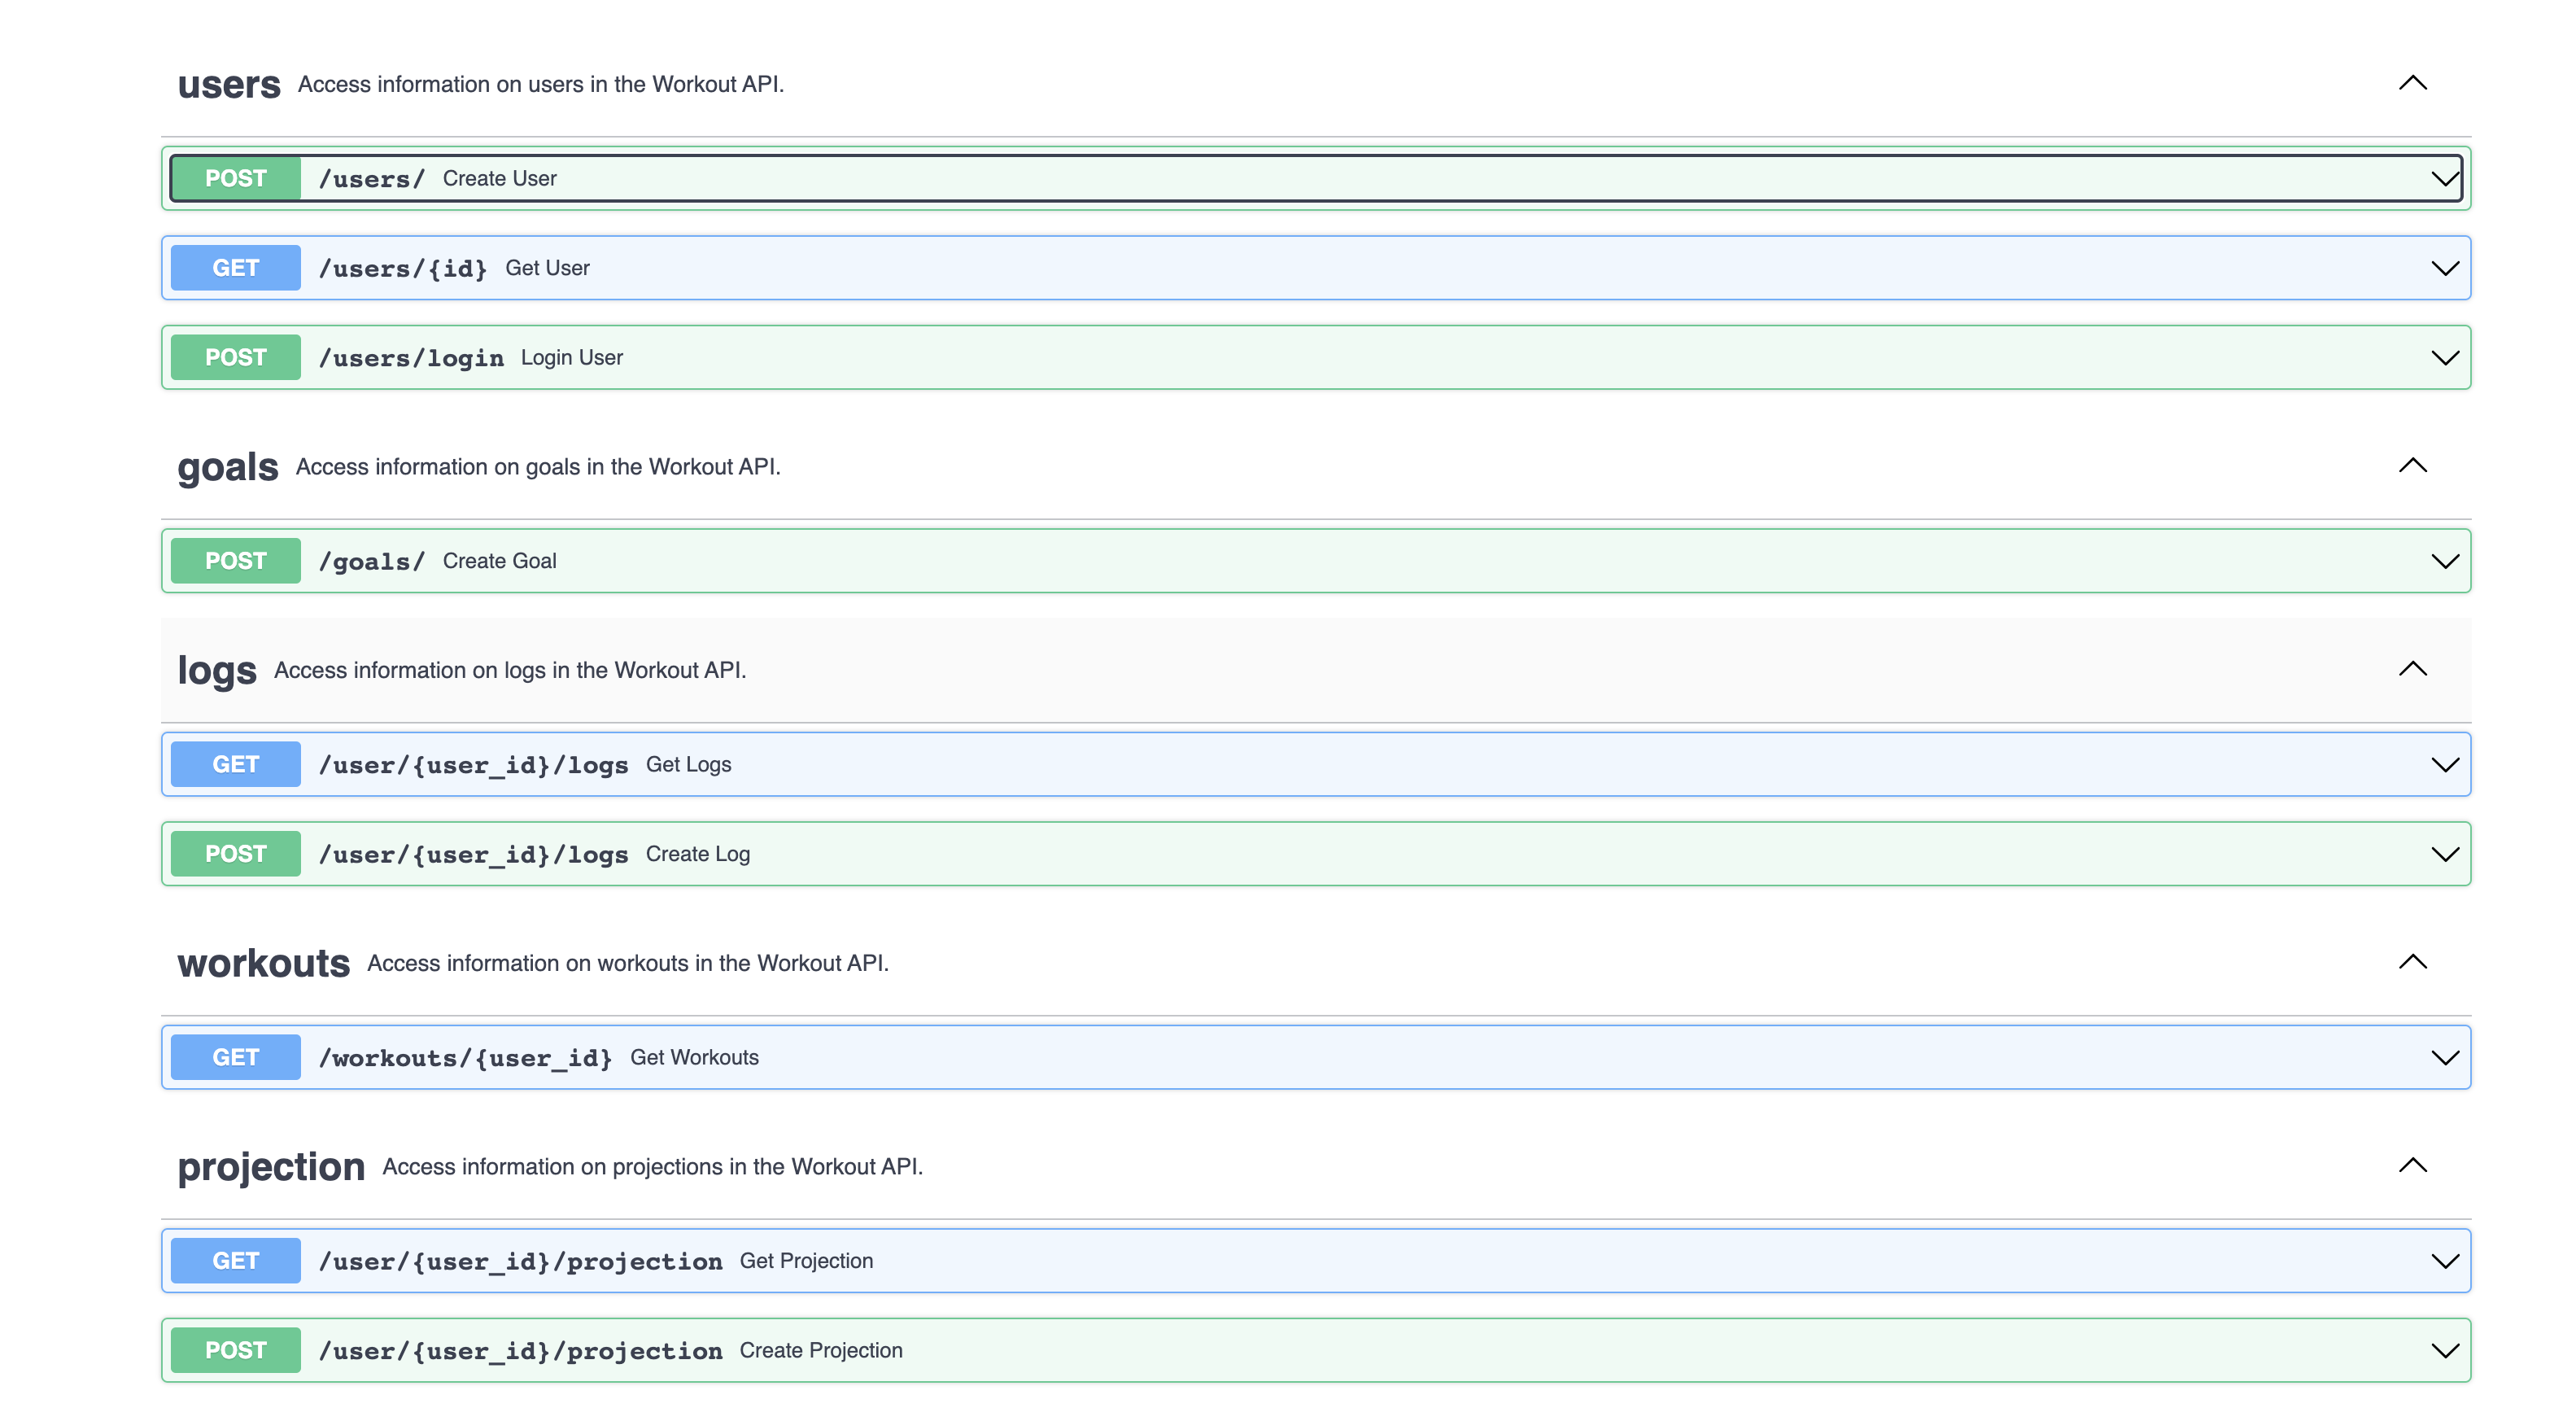 users Access information on users in the Workout API.
POST /users/ Create User
GET /users/{id} Get User
POST /users/login Login User
goals Access information on goals in the Workout API.
POST /goals/ Create Goal
logs Access information on logs in the Workout API.
GET /user/{user_id}/logs Get Logs
POST /user/{user_id}/logs Create Log
workouts Access information on workouts in the Workout API.
GET /workouts/{user_id} Get Workouts
projection Access information on projections in the Workout API.
GET /user/{user_id}/projection Get Projection
POST /user/{user_id}/projection Create Projection